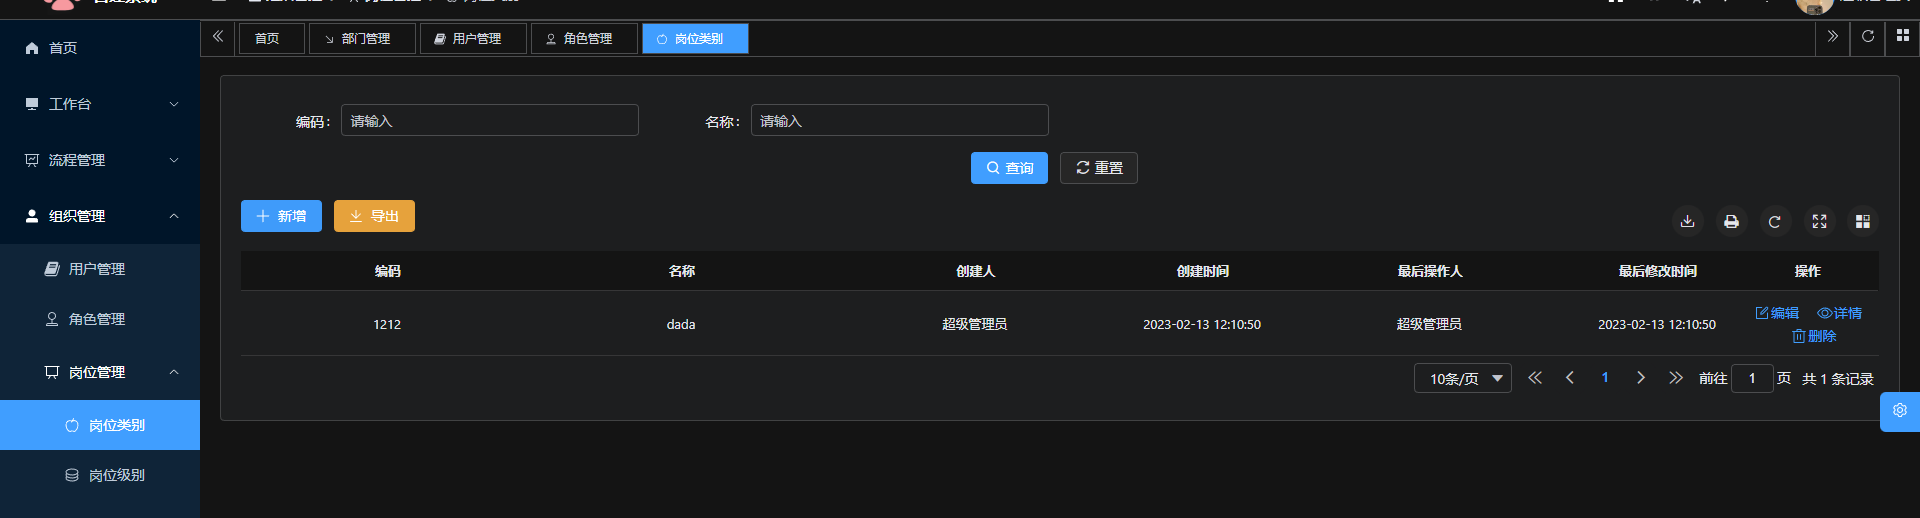 首页
工作台
流程管理
组织管理
用户管理
角色管理
岗位管理
岗位类别
岗位级别
首页 部门管理 用户管理 角色管理 岗位类别
编码： 请输入 名称： 请输入
查询 重置
新增 导出
编码 名称 创建人 创建时间 最后操作人 最后修改时间 操作
1212 dada 超级管理员 2023-02-13 12:10:50 超级管理员 2023-02-13 12:10:50 编辑 详情
删除
10条/页 1 前往 1 页 共 1 条记录